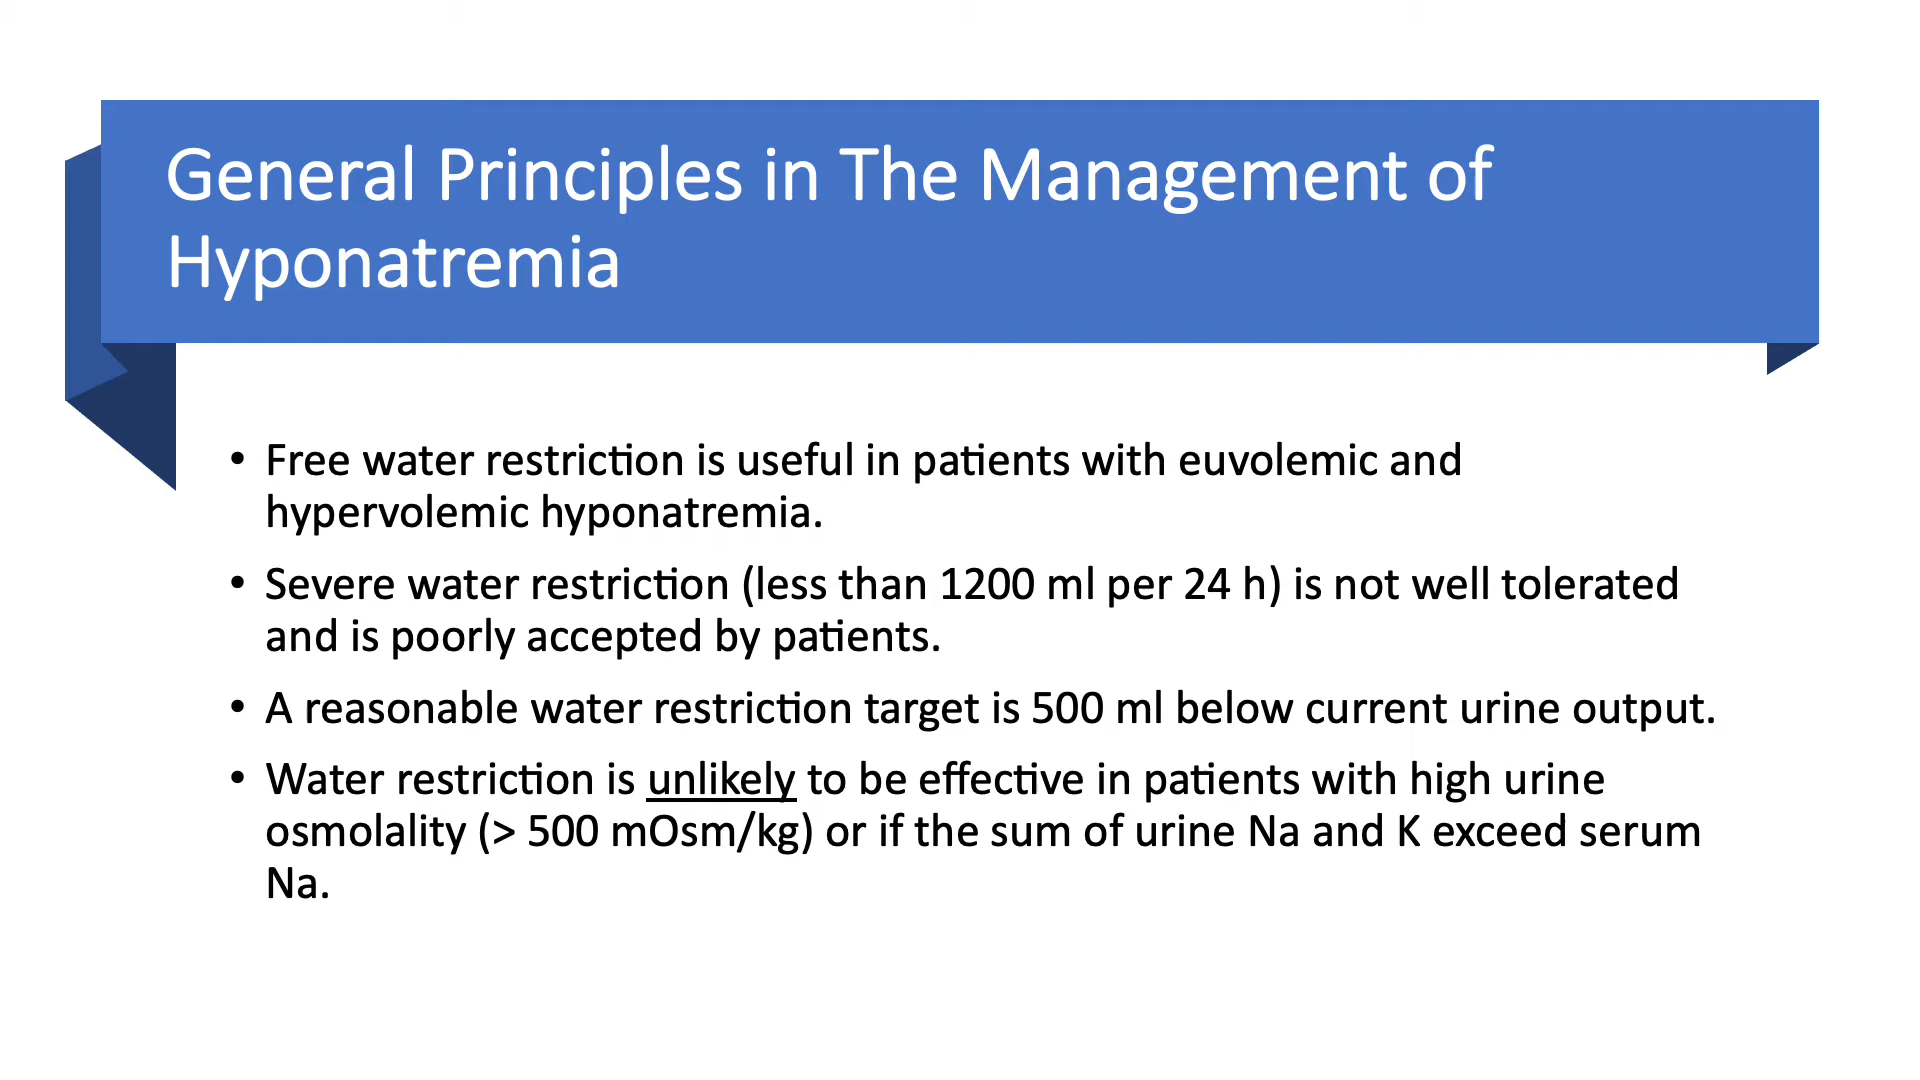 General Principles in The Management of
Hyponatremia
• Free water restriction is useful in patients with euvolemic and
hypervolemic hyponatremia.
• Severe water restriction (less than 1200 ml per 24 h) is not well tolerated
and is poorly accepted by patients.
• A reasonable water restriction target is 500 ml below current urine output.
• Water restriction is unlikely to be effective in patients with high urine
osmolality (> 500 mOsm/kg) or if the sum of urine Na and K exceed serum
Na.